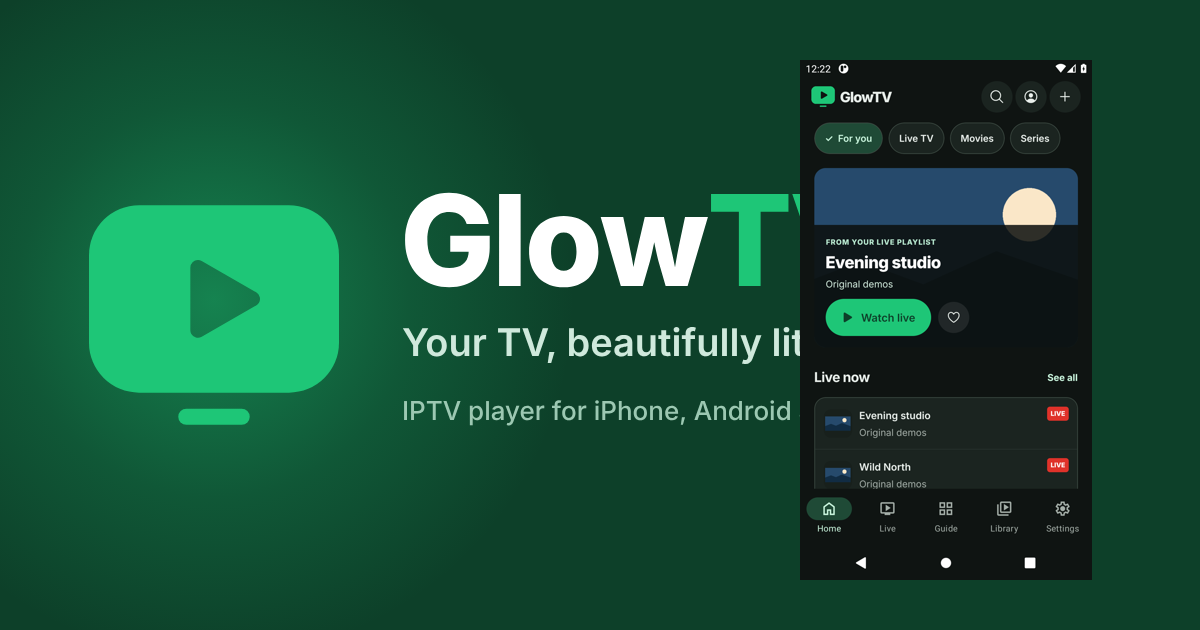 GlowT
Your TV, beautifully lit
IPTV player for iPhone, Android
12:22
GlowTV
For you
Live TV
Movies
Series
FROM YOUR LIVE PLAYLIST
Evening studio
Original demos
Watch live
Live now
See all
Evening studio
LIVE
Original demos
Wild North
LIVE
Original demos
Home
Live
Guide
Library
Settings